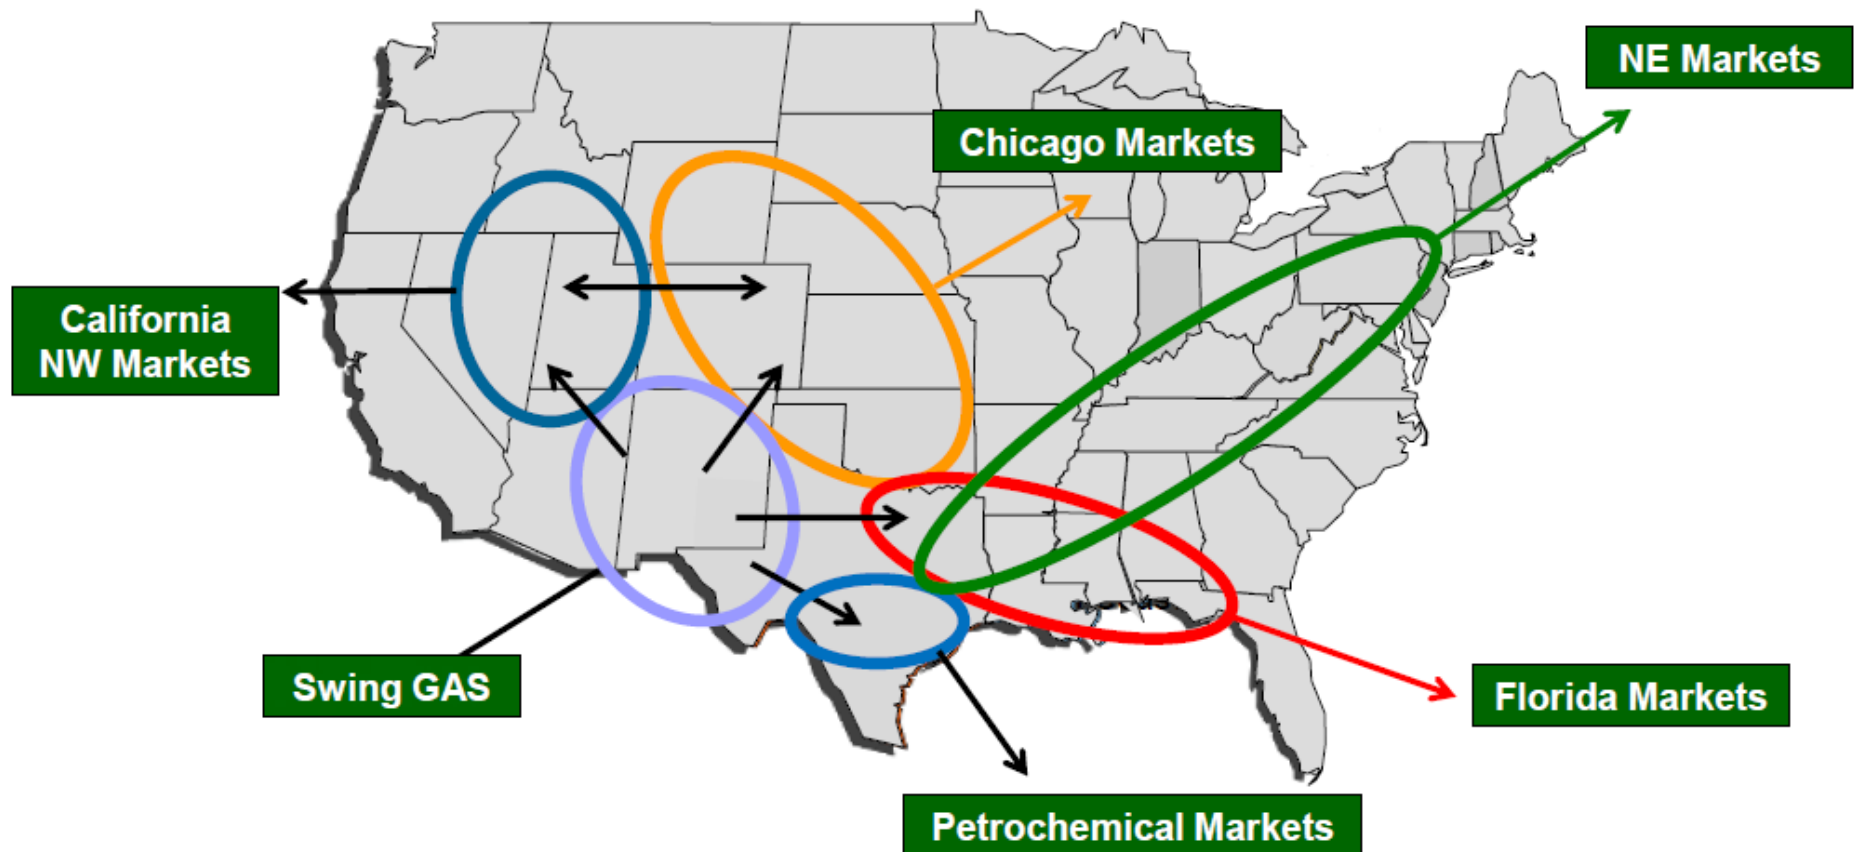 NE Markets
Chicago Markets
California
NW Markets
Swing GAS
Florida Markets
Petrochemical Markets